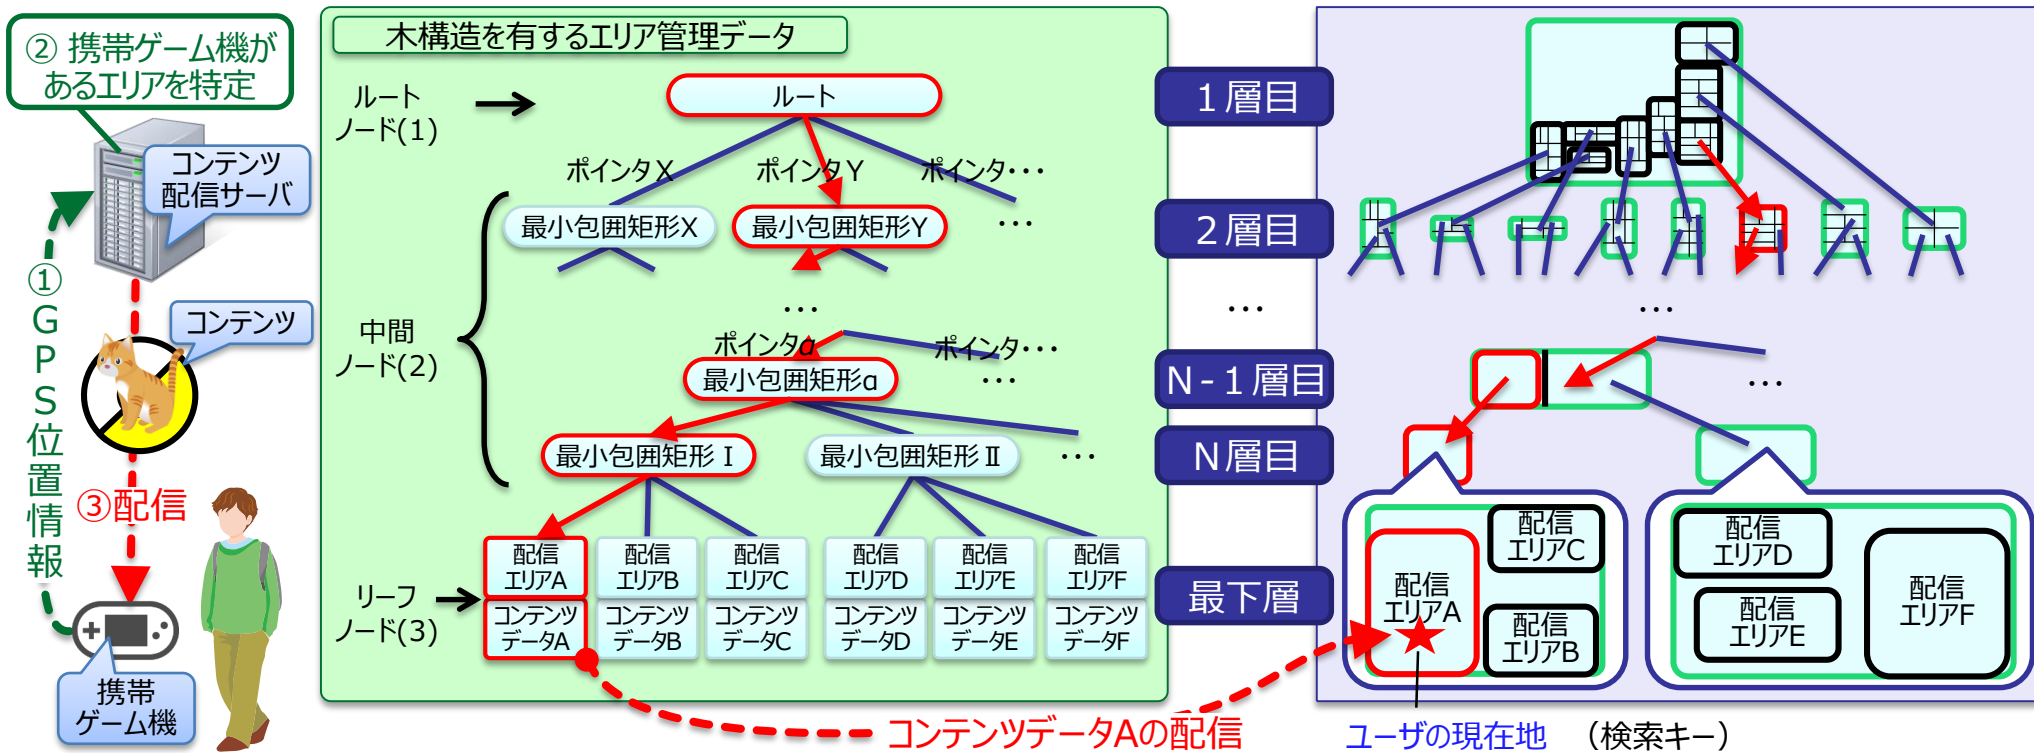 ② 携帯ゲーム機が
あるエリアを特定
コンテンツ
配信サーバ
①GPS位置情報
コンテンツ
③配信
携帯
ゲーム機
木構造を有するエリア管理データ
ルート
ノード(1)
ルート
ポインタX
ポインタY
ポインタ・・・
最小包囲矩形X
最小包囲矩形Y
…
…
中間
ノード(2)
ポインタα
ポインタ・・・
最小包囲矩形α
…
最小包囲矩形Ⅰ
最小包囲矩形Ⅱ
…
リーフ
ノード(3)
配信
エリアA
コンテンツ
データA
配信
エリアB
コンテンツ
データB
配信
エリアC
コンテンツ
データC
配信
エリアD
コンテンツ
データD
配信
エリアE
コンテンツ
データE
配信
エリアF
コンテンツ
データF
1層目
2層目
…
N-1層目
N層目
最下層
…
…
配信
エリアA
配信
エリアC
配信
エリアB
配信
エリアD
配信
エリアE
配信
エリアF
コンテンツデータAの配信
ユーザの現在地 （検索キー）